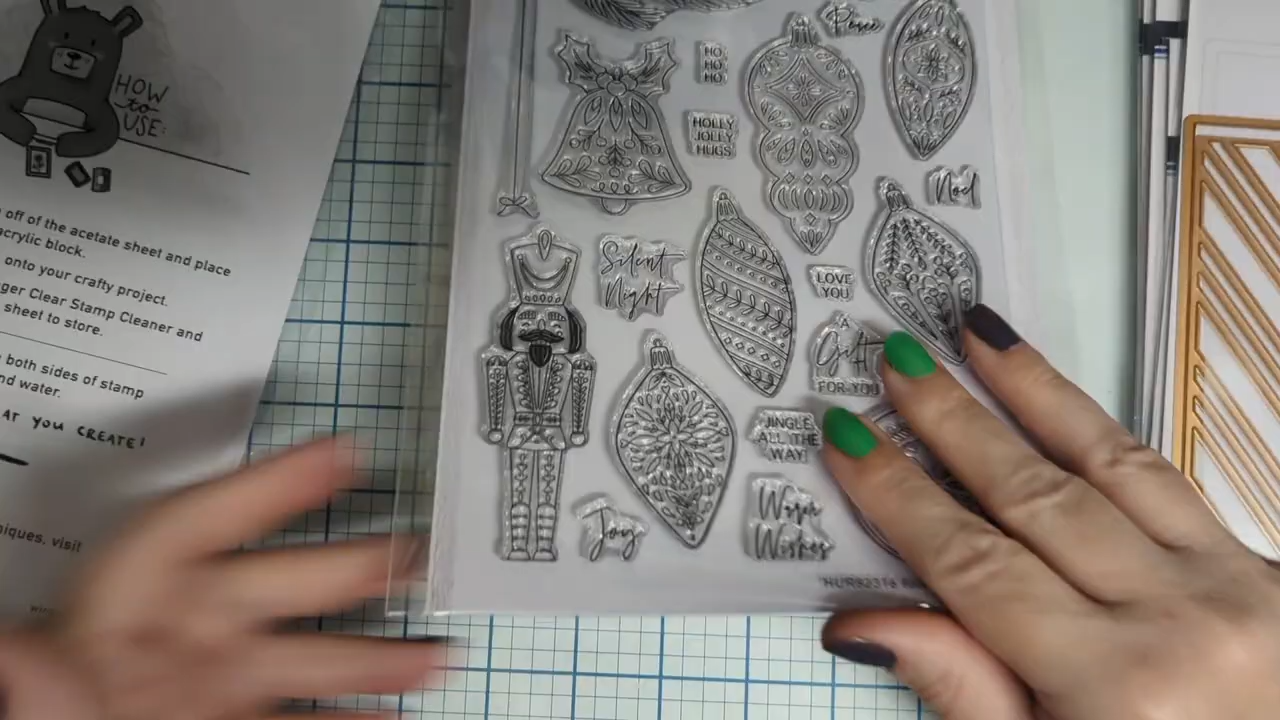 HOW
to
USE:
off of the acetate sheet and place
acrylic block.
onto your crafty project.
ger Clear Stamp Cleaner and
sheet to store.
both sides of stamp
nd water.
AT YOU CREATE!
niques, visit
Peace
HO
HO
HO
HOLLY
JOLLY
HUGS
Noel
Silent
Night
LOVE
YOU
A
Gift
FOR YOU
JINGLE
ALL THE
WAY
Joy
Warm
Wishes